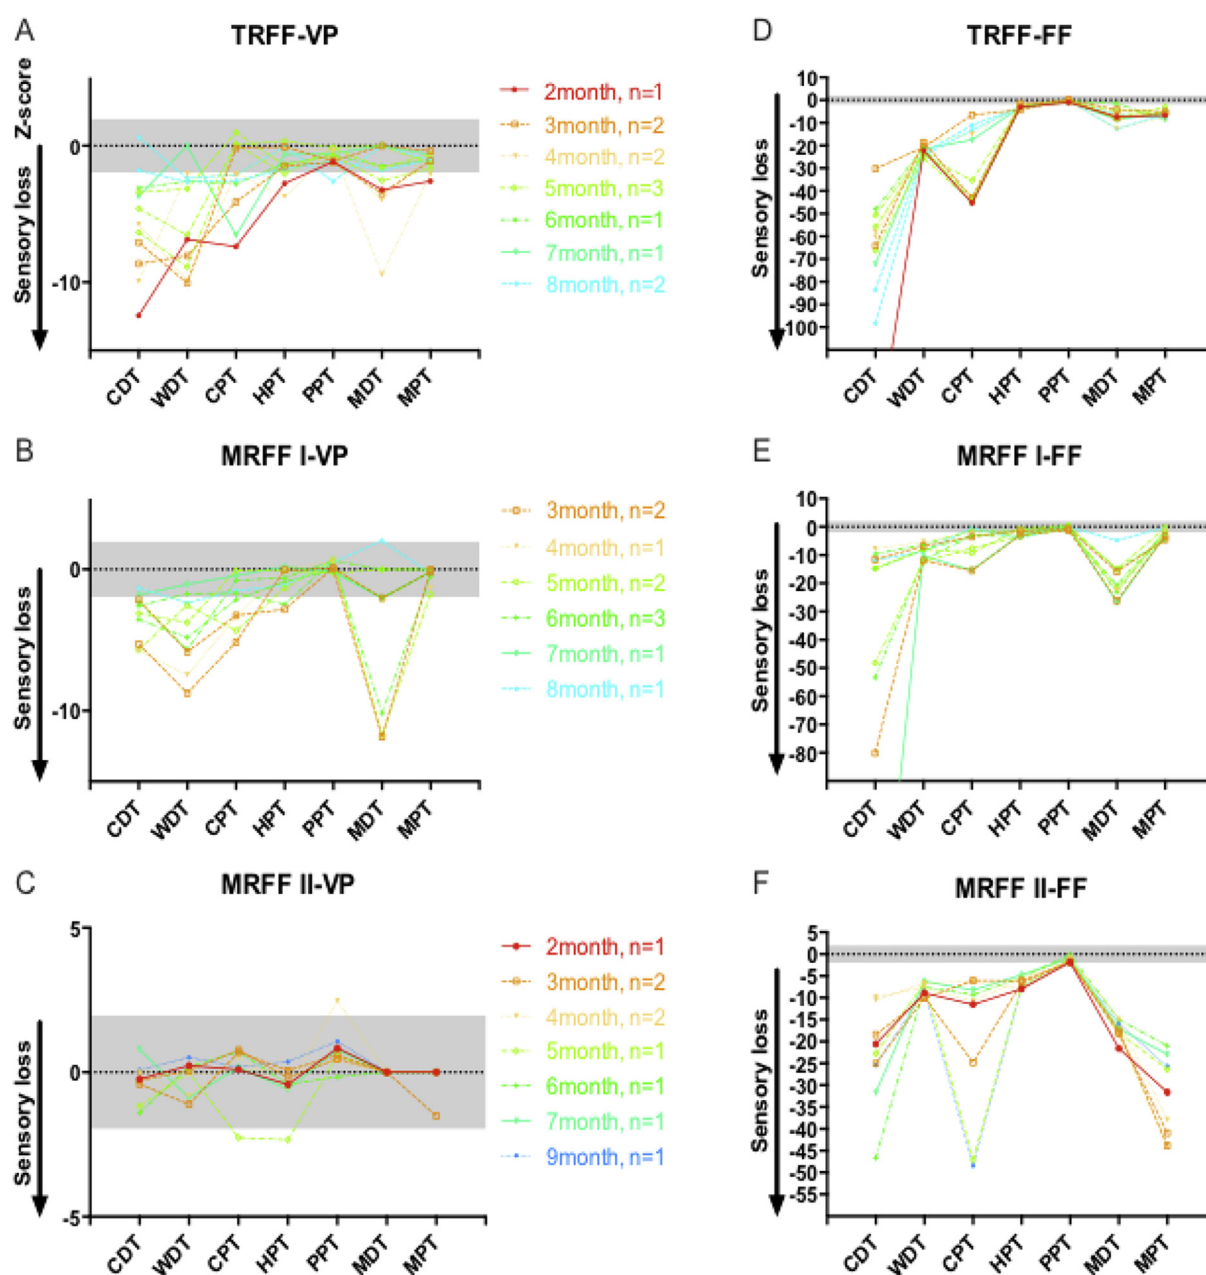 A
TRFF-VP
Z-score
Sensory loss
0
-10
CDT
WDT
CPT
HPT
PPT
MDT
MPT
2month, n=1
3month, n=2
4month, n=2
5month, n=3
6month, n=1
7month, n=1
8month, n=2
D
TRFF-FF
Sensory loss
10
0
-10
-20
-30
-40
-50
-60
-70
-80
-90
-100
CDT
WDT
CPT
HPT
PPT
MDT
MPT
B
MRFF I-VP
Sensory loss
0
-10
CDT
WDT
CPT
HPT
PPT
MDT
MPT
3month, n=2
4month, n=1
5month, n=2
6month, n=3
7month, n=1
8month, n=1
E
MRFF I-FF
Sensory loss
10
0
-10
-20
-30
-40
-50
-60
-70
-80
CDT
WDT
CPT
HPT
PPT
MDT
MPT
C
MRFF II-VP
Sensory loss
5
0
-5
CDT
WDT
CPT
HPT
PPT
MDT
MPT
2month, n=1
3month, n=2
4month, n=2
5month, n=1
6month, n=1
7month, n=1
9month, n=1
F
MRFF II-FF
Sensory loss
5
0
-5
-10
-15
-20
-25
-30
-35
-40
-45
-50
-55
CDT
WDT
CPT
HPT
PPT
MDT
MPT